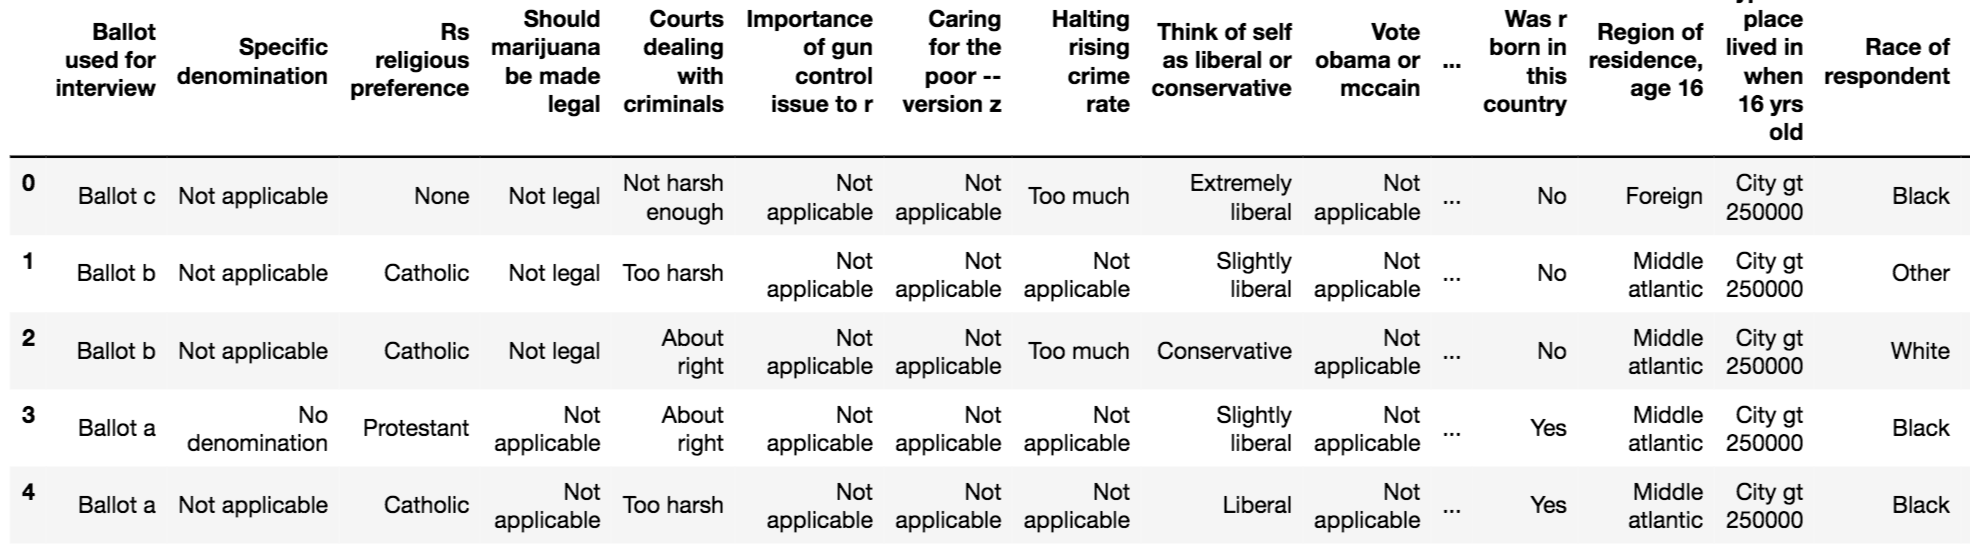 Ballot used for interview | Specific denomination | Rs religious preference | Should marijuana be made legal | Courts dealing with criminals | Importance of gun control issue to r | Caring for the poor -- version z | Halting rising crime rate | Think of self as liberal or conservative | Vote obama or mccain | ... | Was r born in this country | Region of residence, age 16 | place lived in when 16 yrs old | Race of respondent
0 | Ballot c | Not applicable | None | Not legal | Not harsh enough | Not applicable | Not applicable | Too much | Extremely liberal | Not applicable | ... | No | Foreign | City gt 250000 | Black
1 | Ballot b | Not applicable | Catholic | Not legal | Too harsh | Not applicable | Not applicable | Not applicable | Slightly liberal | Not applicable | ... | No | Middle atlantic | City gt 250000 | Other
2 | Ballot b | Not applicable | Catholic | Not legal | About right | Not applicable | Not applicable | Too much | Conservative | Not applicable | ... | No | Middle atlantic | City gt 250000 | White
3 | Ballot a | No denomination | Protestant | Not applicable | About right | Not applicable | Not applicable | Not applicable | Slightly liberal | Not applicable | ... | Yes | Middle atlantic | City gt 250000 | Black
4 | Ballot a | Not applicable | Catholic | Not applicable | Too harsh | Not applicable | Not applicable | Not applicable | Liberal | Not applicable | ... | Yes | Middle atlantic | City gt 250000 | Black